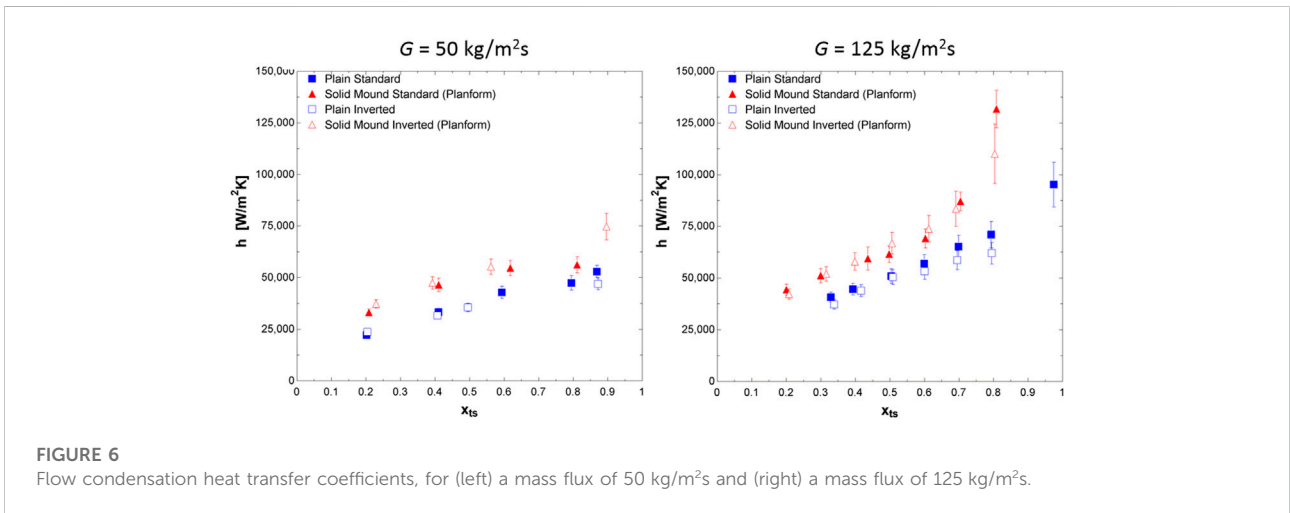 G = 50 kg/m²s
150,000
125,000
100,000
75,000
50,000
25,000
0
h [W/m²K]
Plain Standard
Solid Mound Standard (Planform)
Plain Inverted
Solid Mound Inverted (Planform)
0 0.1 0.2 0.3 0.4 0.5 0.6 0.7 0.8 0.9 1
xts
G = 125 kg/m²s
150,000
125,000
100,000
75,000
50,000
25,000
0
h [W/m²K]
Plain Standard
Solid Mound Standard (Planform)
Plain Inverted
Solid Mound Inverted (Planform)
0 0.1 0.2 0.3 0.4 0.5 0.6 0.7 0.8 0.9 1
xts
FIGURE 6
Flow condensation heat transfer coefficients, for (left) a mass flux of 50 kg/m²s and (right) a mass flux of 125 kg/m²s.